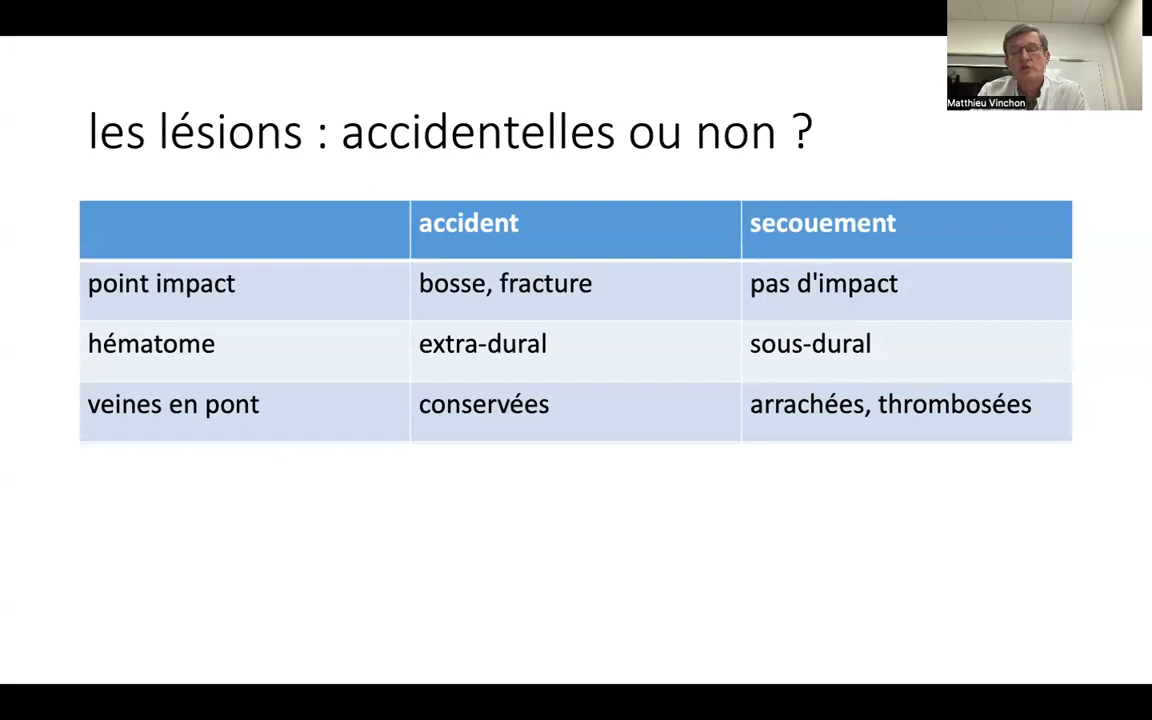 Matthieu Vinchon
les lésions : accidentelles ou non ?
accident secouement
point impact bosse, fracture pas d'impact
hématome extra-dural sous-dural
veines en pont conservées arrachées, thrombosées